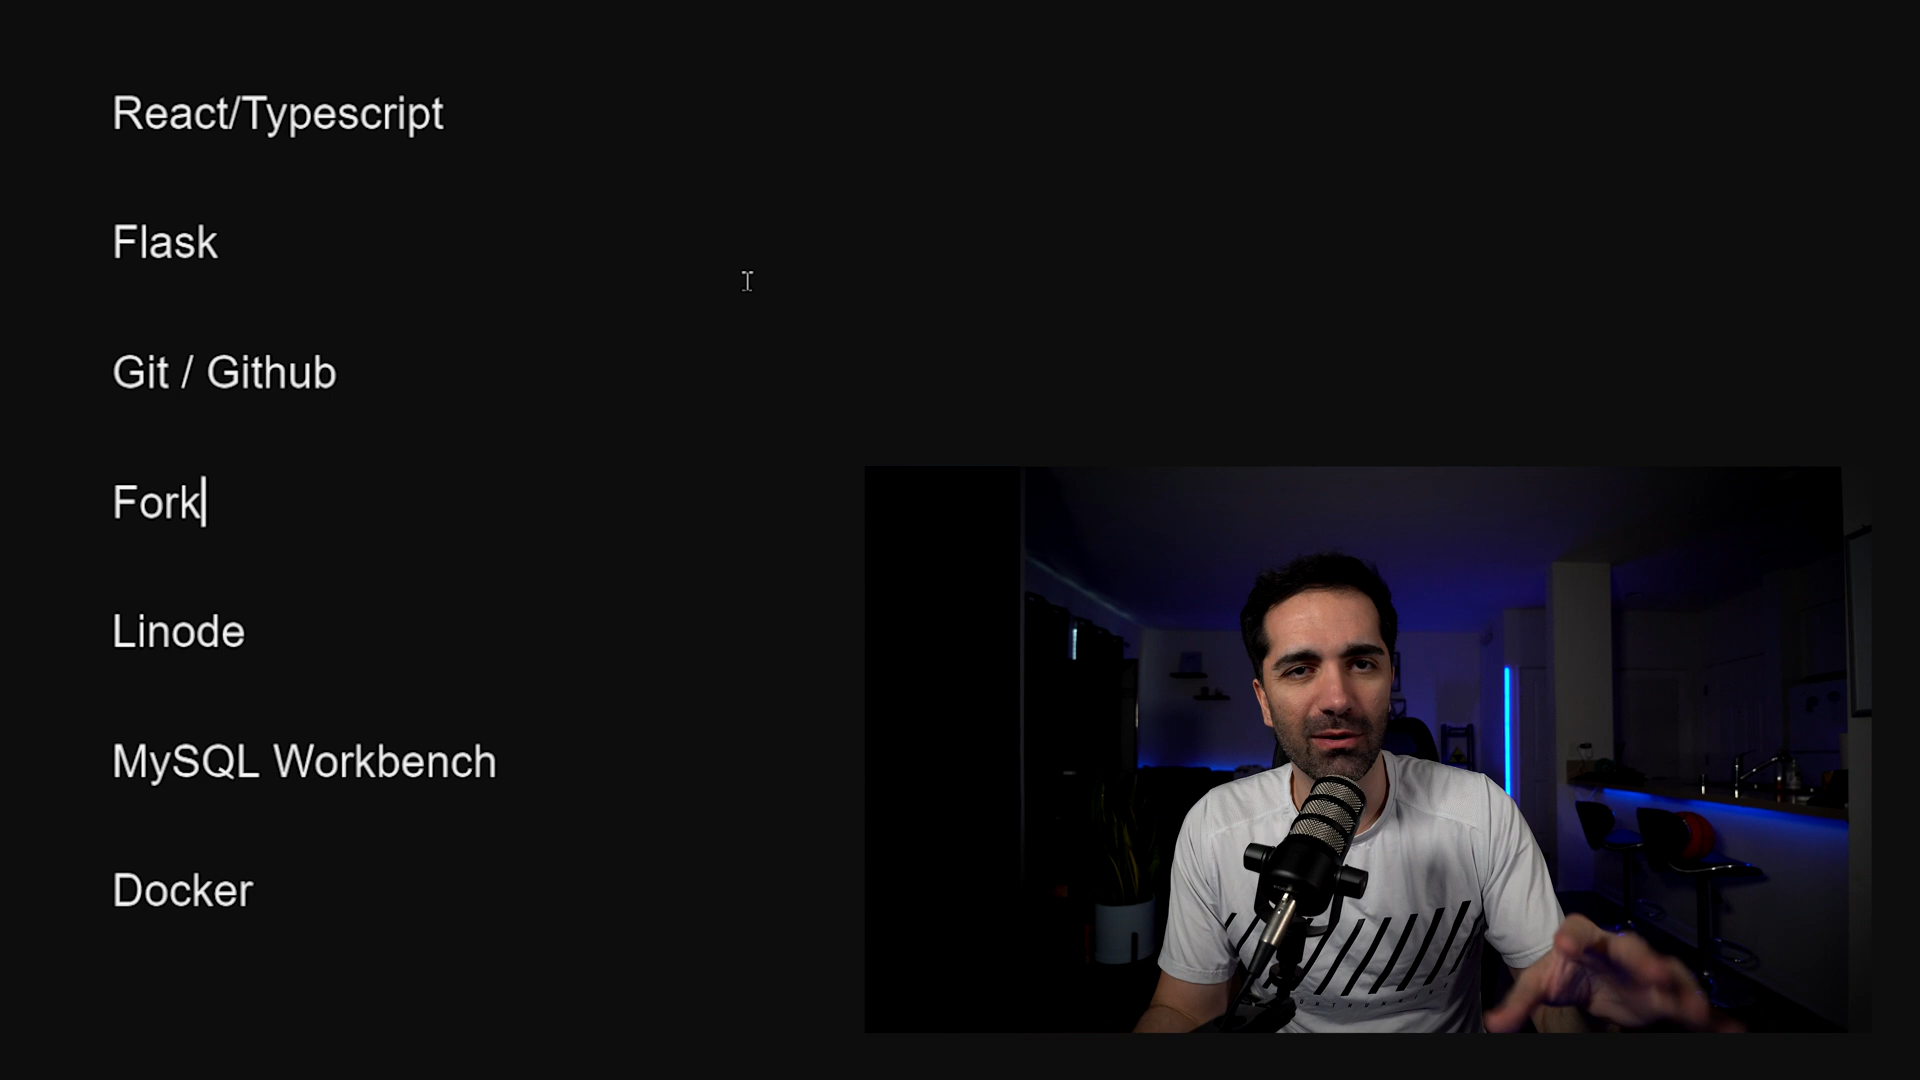 React/Typescript
Flask
Git / Github
Fork
Linode
MySQL Workbench
Docker